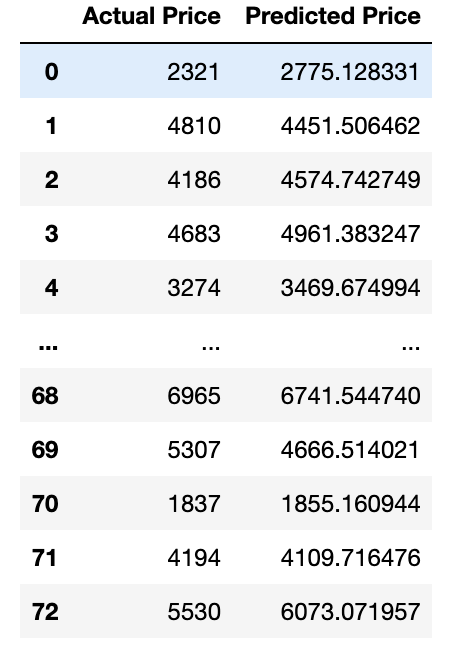 Actual Price Predicted Price
0 2321 2775.128331
1 4810 4451.506462
2 4186 4574.742749
3 4683 4961.383247
4 3274 3469.674994
... ... ...
68 6965 6741.544740
69 5307 4666.514021
70 1837 1855.160944
71 4194 4109.716476
72 5530 6073.071957